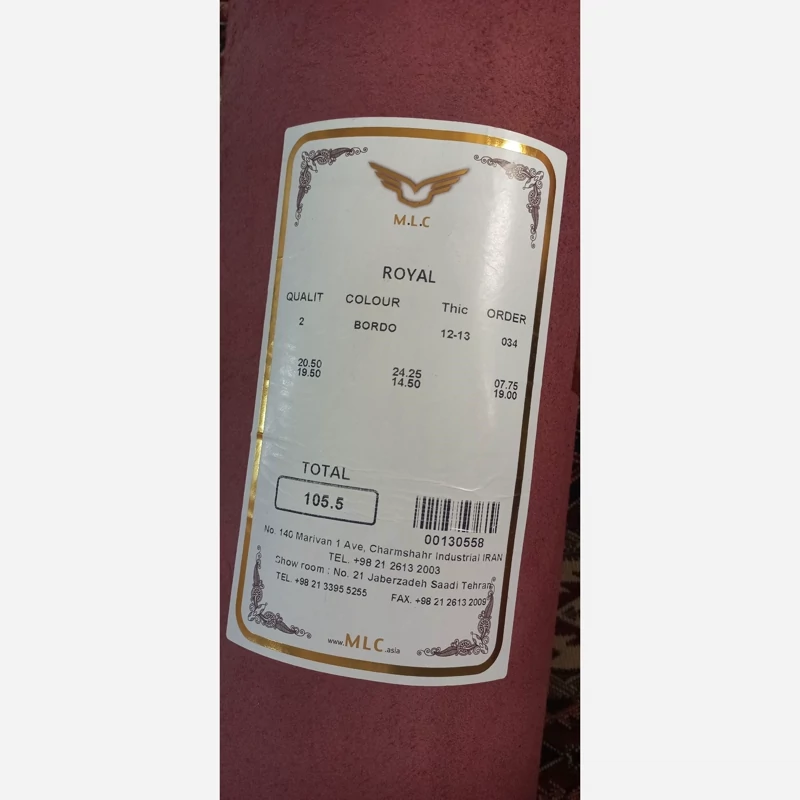 M.L.C
ROYAL
QUALIT COLOUR Thic ORDER
2 BORDO 12-13 034
20.50 24.25 07.75
19.50 14.50 19.00
TOTAL
105.5
00130558
No. 140 Marivan 1 Ave, Charmshahr Industrial IRAN
TEL. +98 21 2613 2003
Show room : No. 21 Jaberzadeh Saadi Tehran
TEL. +98 21 3395 5255 FAX. +98 21 2613 2009
www.MLC.asia